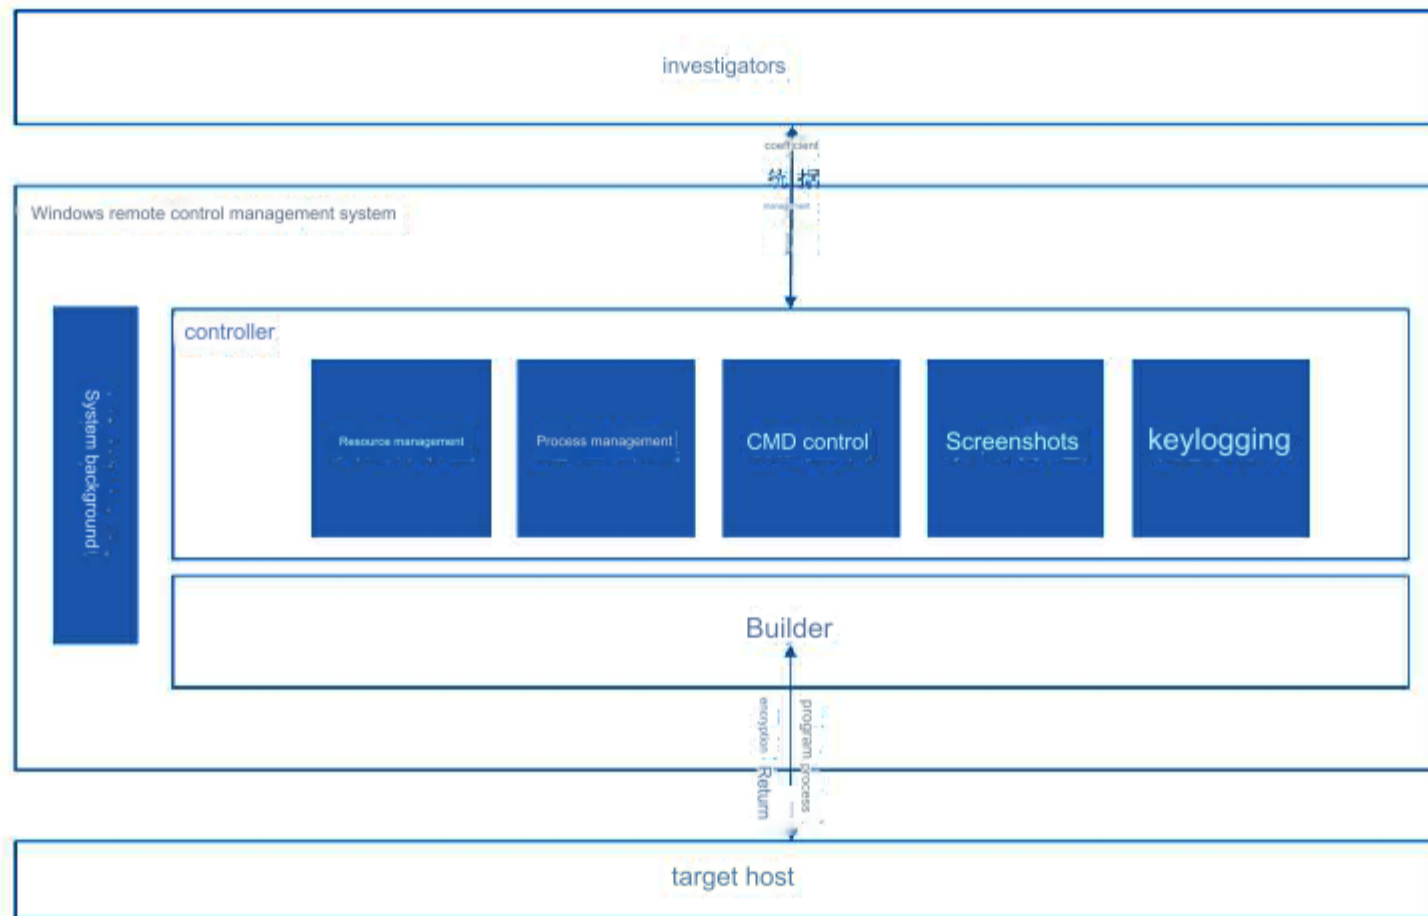 investigators
coefficient
统 据
management
Windows remote control management system
controller
System background
Resource management
Process management
CMD control
Screenshots
keylogging
Builder
encryption
Return
program process
target host